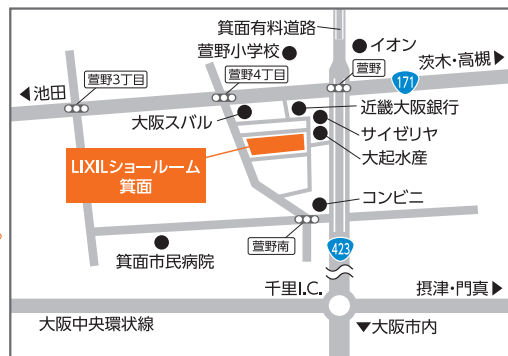 箕面有料道路
イオン
萱野小学校
茨木・高槻▶
萱野3丁目
萱野4丁目
萱野
171
◀池田
大阪スバル
近畿大阪銀行
サイゼリヤ
大起水産
LIXILショールーム
箕面
コンビニ
萱野南
箕面市民病院
423
千里I.C.
摂津・門真▶
大阪中央環状線
▼大阪市内